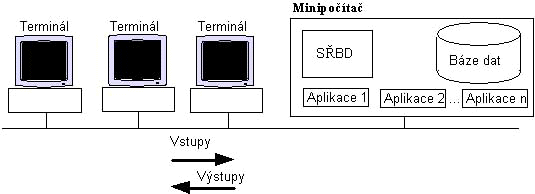 Minipočítač
Terminál Terminál Terminál
SŘBD
Báze dat
Aplikace 1 Aplikace 2 ... Aplikace n
Vstupy
Výstupy